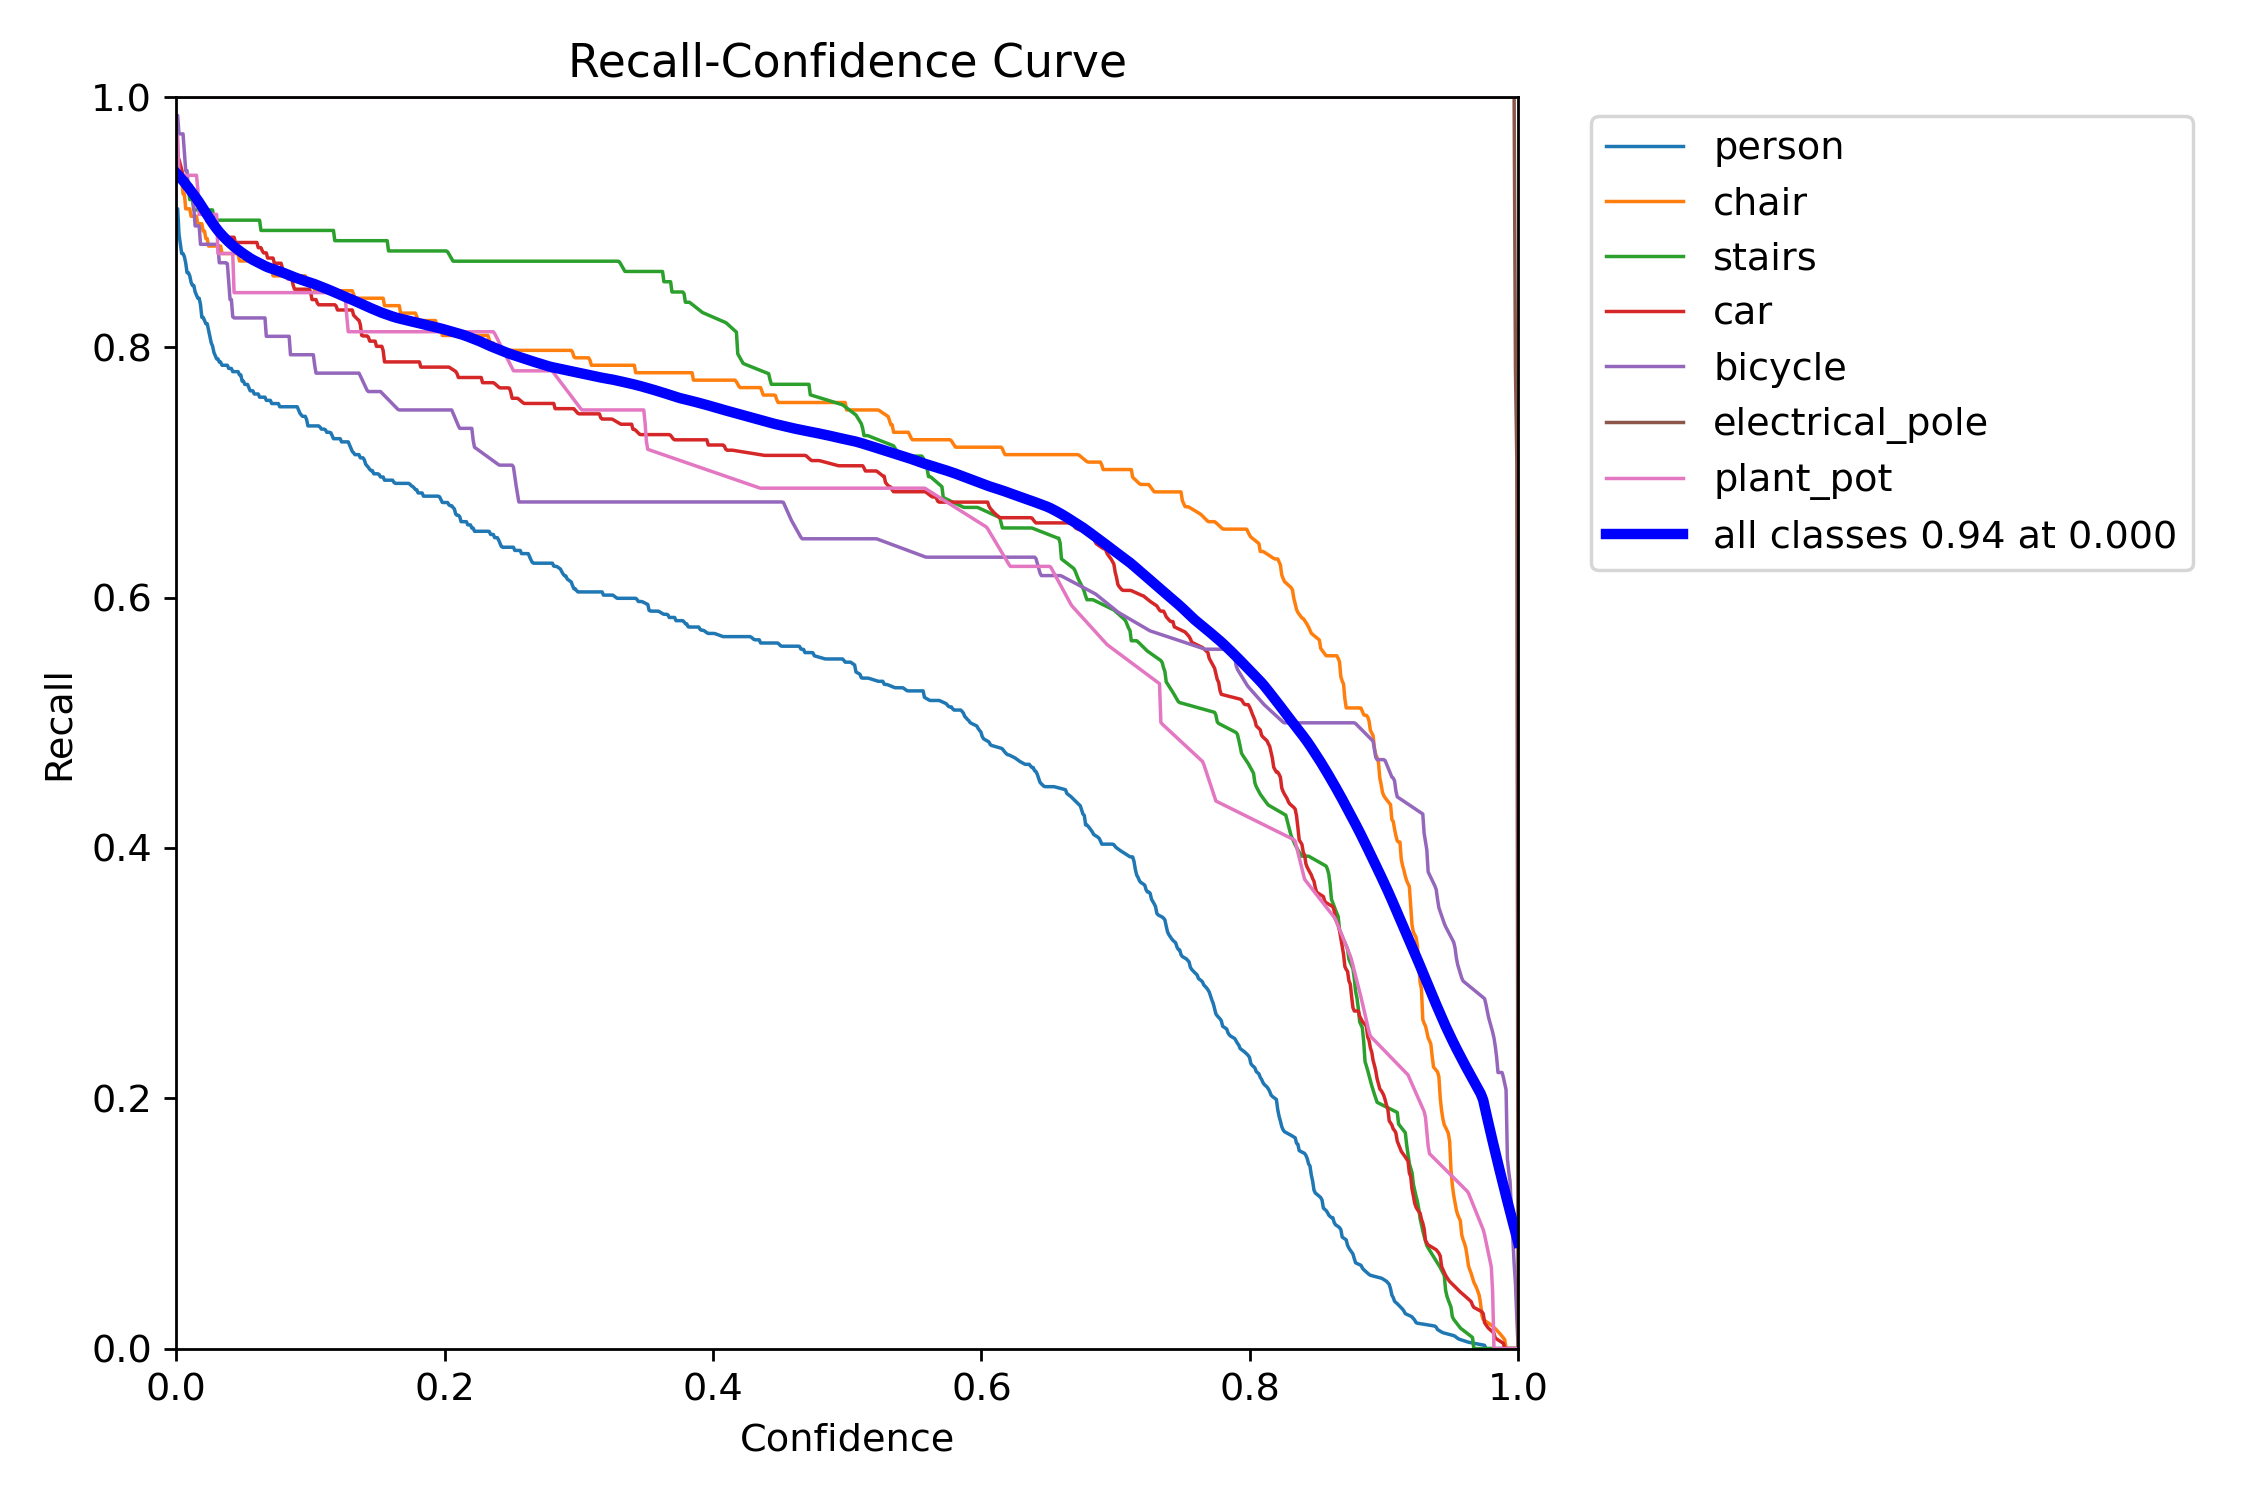 Recall-Confidence Curve
1.0
0.8
0.6
0.4
0.2
0.0
Recall
0.0 0.2 0.4 0.6 0.8 1.0
Confidence
person
chair
stairs
car
bicycle
electrical_pole
plant_pot
all classes 0.94 at 0.000